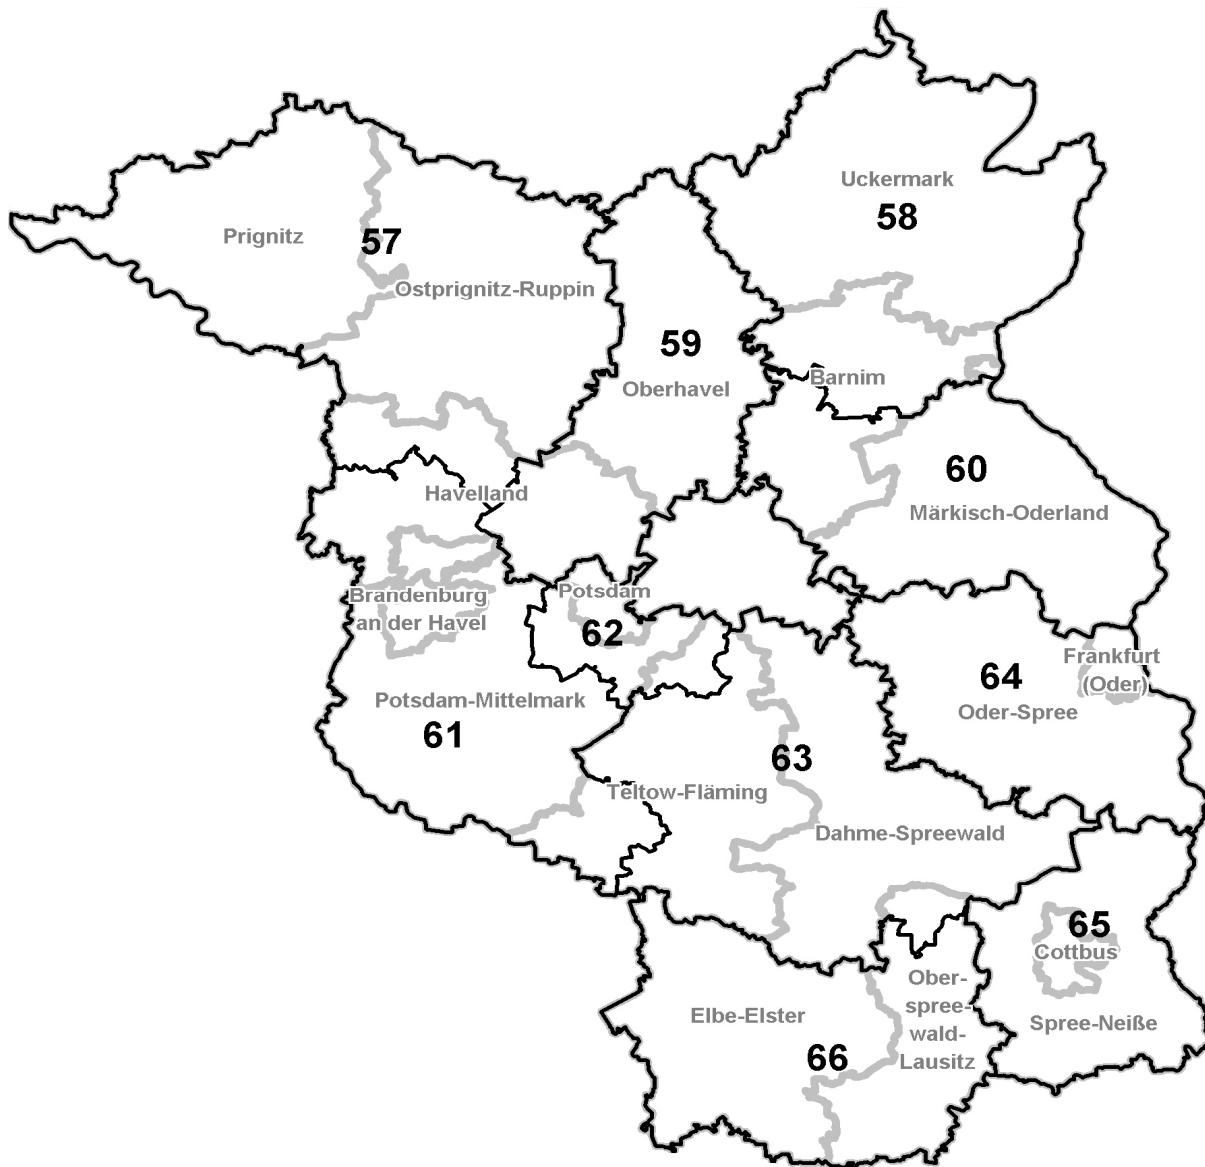 Uckermark
58
Prignitz
57
Ostprignitz-Ruppin
59
Oberhavel
Barnim
60
Märkisch-Oderland
Havelland
Brandenburg
an der Havel
Potsdam
62
Frankfurt
(Oder)
64
Oder-Spree
Potsdam-Mittelmark
61
63
Teltow-Fläming
Dahme-Spreewald
65
Cottbus
Spree-Neiße
Ober-
spree-
wald-
Lausitz
Elbe-Elster
66